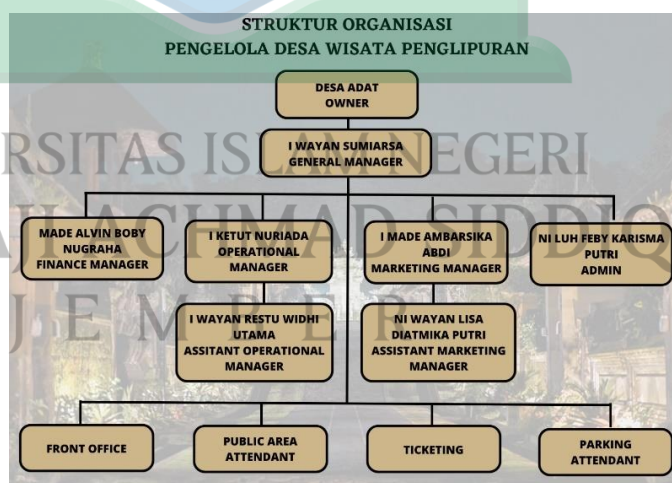 STRUKTUR ORGANISASI
PENGELOLA DESA WISATA PENGLIPURAN
DESA ADAT
OWNER
I WAYAN SUMIARSA
GENERAL MANAGER
RSITAS ISLAM NEGERI
MADE ALVIN BOBY
NUGRAHA
FINANCE MANAGER
I KETUT NURIADA
OPERATIONAL
MANAGER
I MADE AMBARSIKA
ABDI
MARKETING MANAGER
NI LUH FEBY KARISMA
PUTRI
ADMIN
AJI ACHMAD SIDDIQ
I WAYAN RESTU WIDHI
UTAMA
ASSITANT OPERATIONAL
MANAGER
NI WAYAN LISA
DIATMIKA PUTRI
ASSISTANT MARKETING
MANAGER
J E M B E R
FRONT OFFICE
PUBLIC AREA
ATTENDANT
TICKETING
PARKING
ATTENDANT